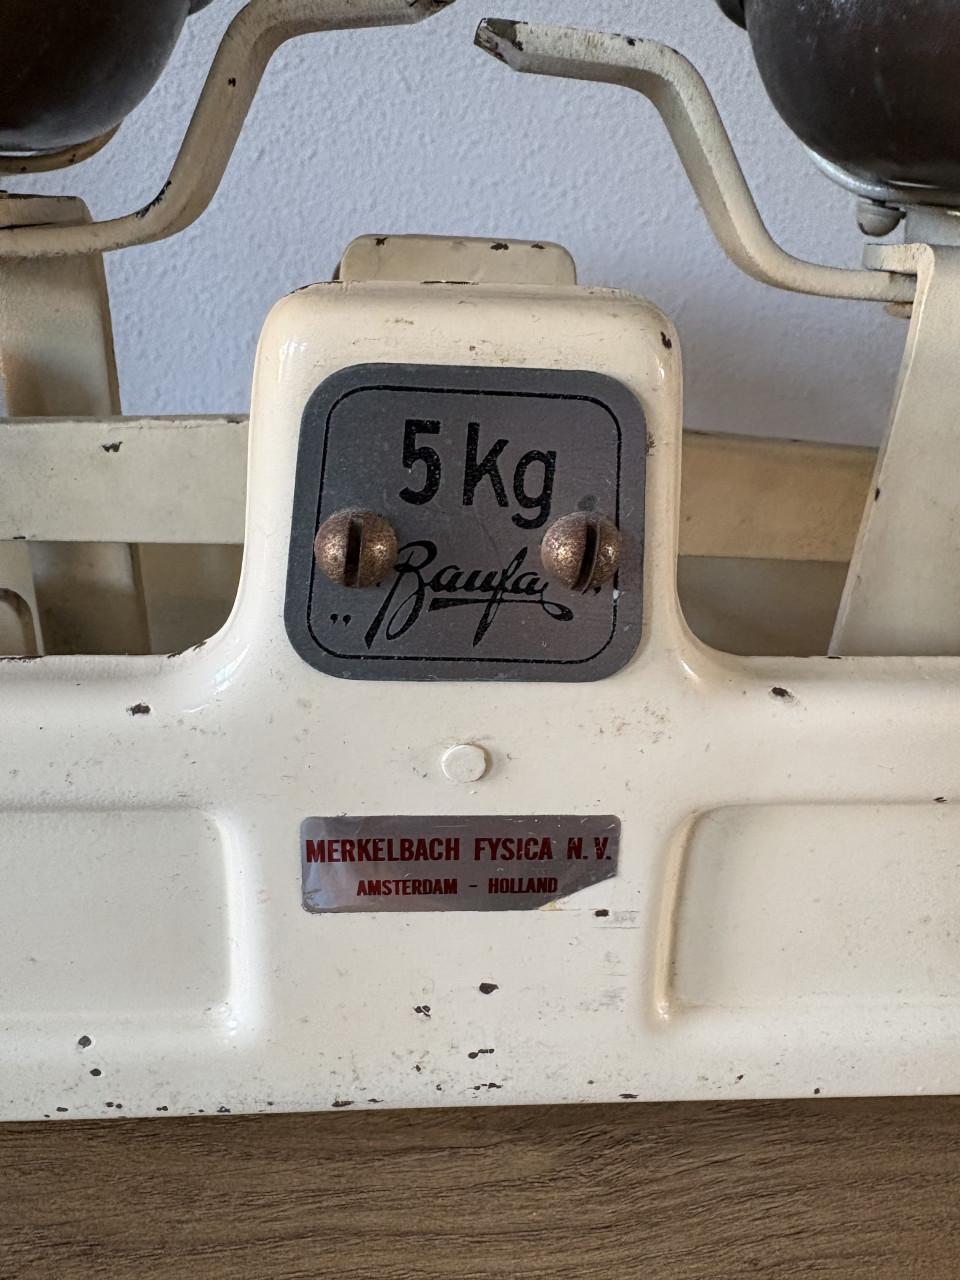 5 kg
„Baufa“
MERKELBACH FYSICA N.V.
AMSTERDAM - HOLLAND